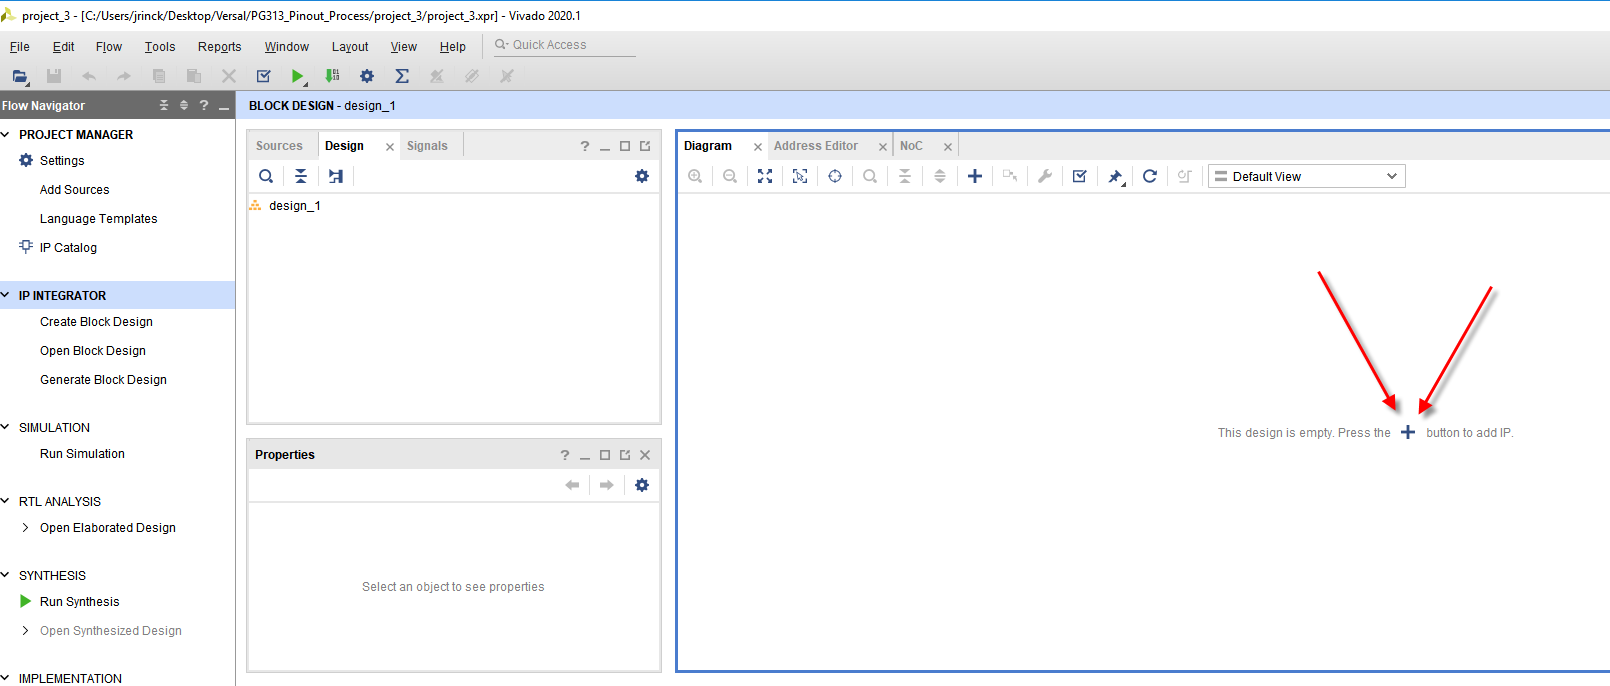 project_3 - [C:/Users/jrinck/Desktop/Versal/PG313_Pinout_Process/project_3/project_3.xpr] - Vivado 2020.1
File Edit Flow Tools Reports Window Layout View Help Quick Access
Flow Navigator
PROJECT MANAGER
Settings
Add Sources
Language Templates
IP Catalog
IP INTEGRATOR
Create Block Design
Open Block Design
Generate Block Design
SIMULATION
Run Simulation
RTL ANALYSIS
Open Elaborated Design
SYNTHESIS
Run Synthesis
Open Synthesized Design
IMPLEMENTATION
BLOCK DESIGN - design_1
Sources Design Signals
design_1
Properties
Select an object to see properties
Diagram Address Editor NoC
Default View
This design is empty. Press the + button to add IP.